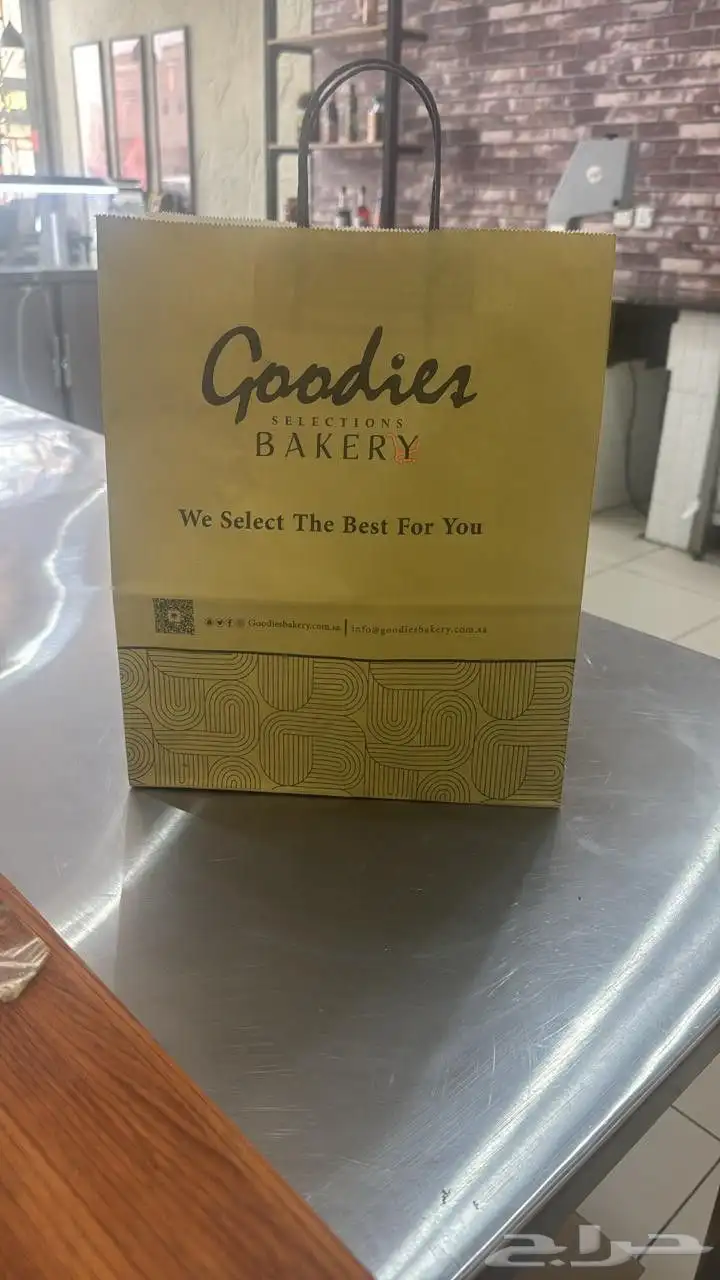 Goodies
SELECTIONS
BAKERY
We Select The Best For You
Goodiesbakery.com.sa | info@goodiesbakery.com.sa
حراج